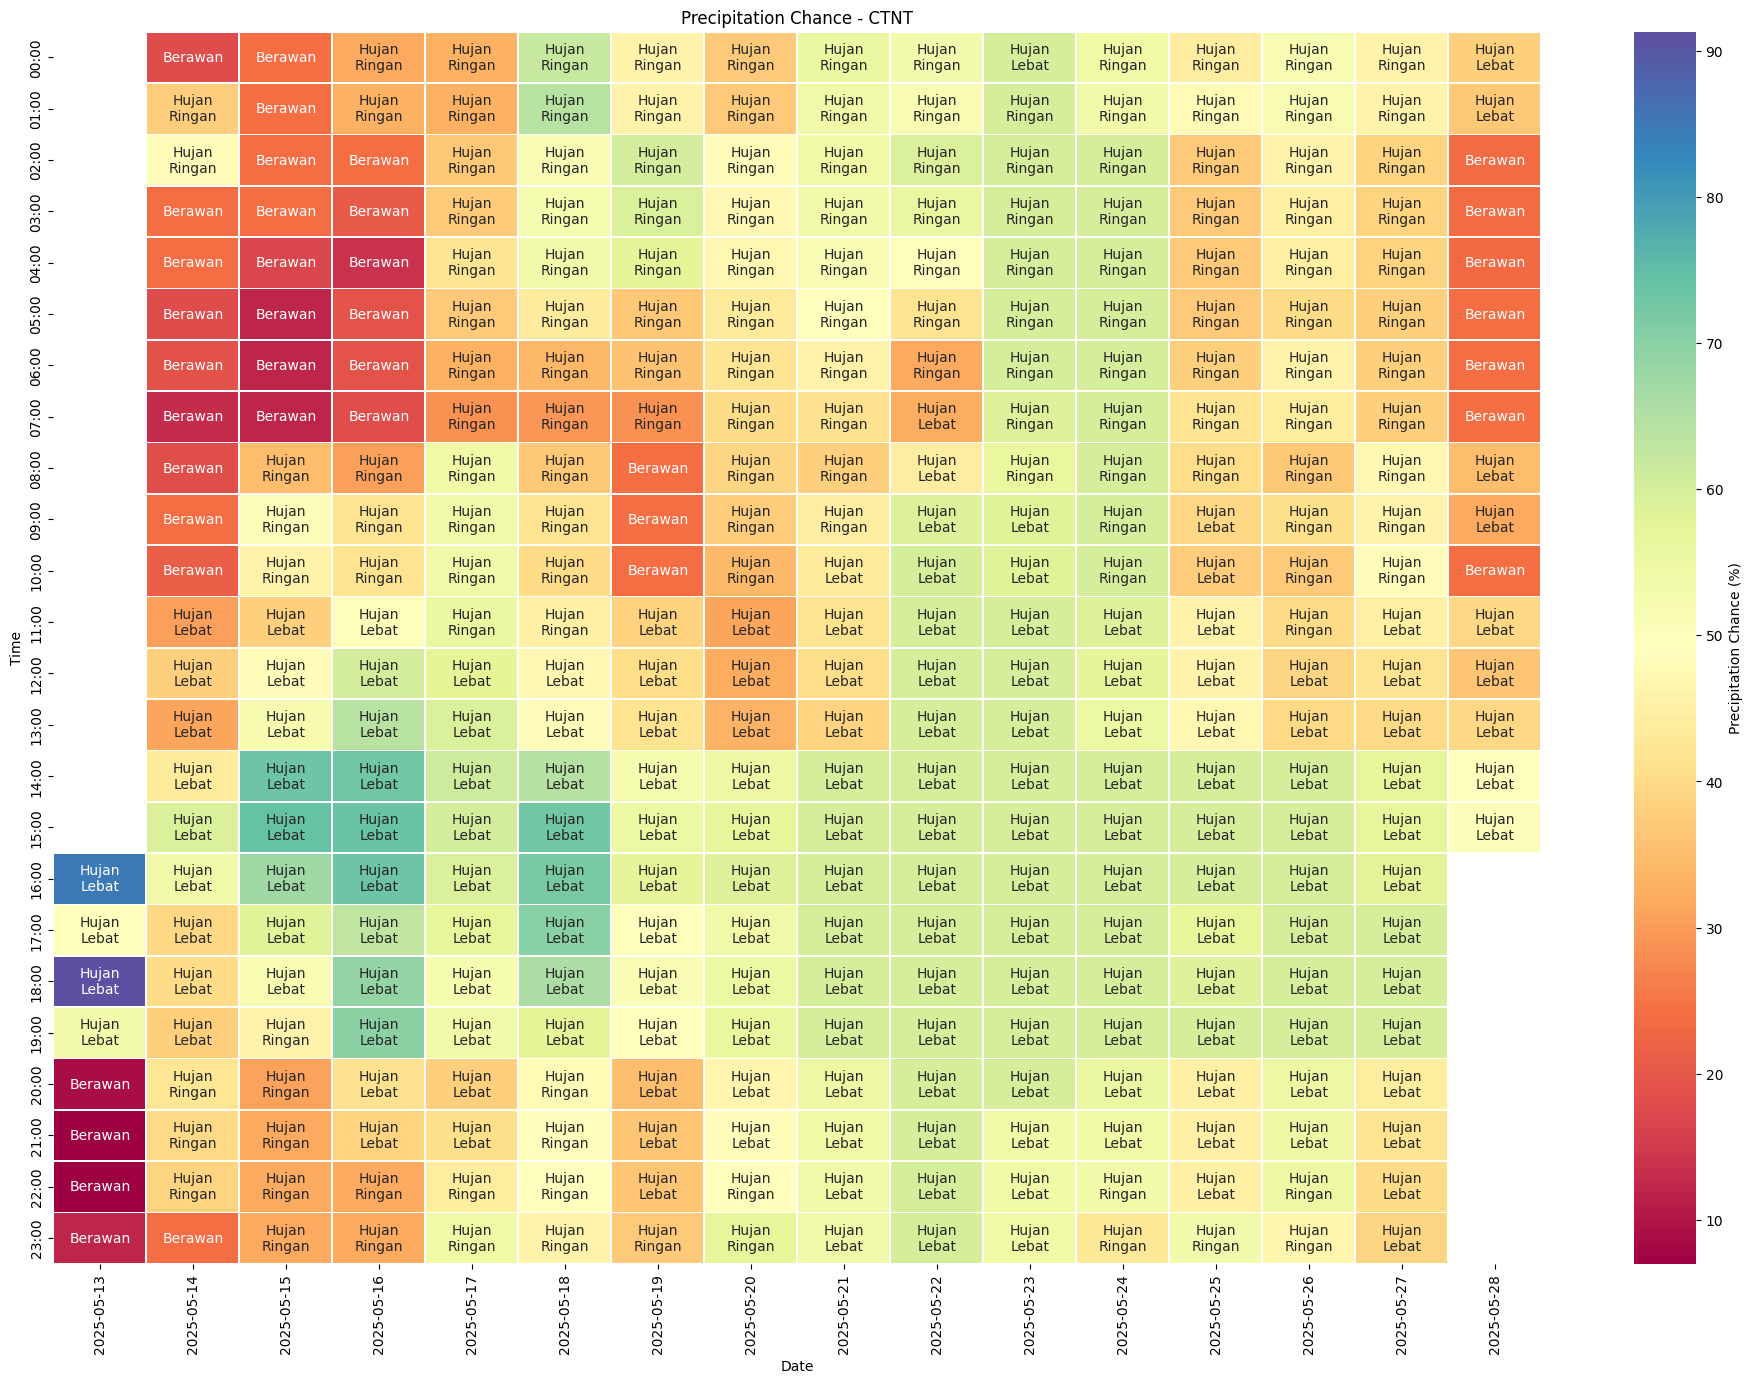 Precipitation Chance - CTNT
00:00 Berawan Berawan Hujan Ringan Hujan Ringan Hujan Ringan Hujan Ringan Hujan Ringan Hujan Ringan Hujan Ringan Hujan Lebat Hujan Ringan Hujan Ringan Hujan Ringan Hujan Ringan Hujan Lebat
01:00 Hujan Ringan Berawan Hujan Ringan Hujan Ringan Hujan Ringan Hujan Ringan Hujan Ringan Hujan Ringan Hujan Ringan Hujan Ringan Hujan Ringan Hujan Ringan Hujan Ringan Hujan Ringan Hujan Lebat
02:00 Hujan Ringan Berawan Berawan Hujan Ringan Hujan Ringan Hujan Ringan Hujan Ringan Hujan Ringan Hujan Ringan Hujan Ringan Hujan Ringan Hujan Ringan Hujan Ringan Hujan Ringan Berawan
03:00 Berawan Berawan Berawan Hujan Ringan Hujan Ringan Hujan Ringan Hujan Ringan Hujan Ringan Hujan Ringan Hujan Ringan Hujan Ringan Hujan Ringan Hujan Ringan Hujan Ringan Berawan
04:00 Berawan Berawan Berawan Hujan Ringan Hujan Ringan Hujan Ringan Hujan Ringan Hujan Ringan Hujan Ringan Hujan Ringan Hujan Ringan Hujan Ringan Hujan Ringan Hujan Ringan Berawan
05:00 Berawan Berawan Berawan Hujan Ringan Hujan Ringan Hujan Ringan Hujan Ringan Hujan Ringan Hujan Ringan Hujan Ringan Hujan Ringan Hujan Ringan Hujan Ringan Hujan Ringan Berawan
06:00 Berawan Berawan Berawan Hujan Ringan Hujan Ringan Hujan Ringan Hujan Ringan Hujan Ringan Hujan Ringan Hujan Ringan Hujan Ringan Hujan Ringan Hujan Ringan Hujan Ringan Berawan
07:00 Berawan Berawan Berawan Hujan Ringan Hujan Ringan Hujan Ringan Hujan Ringan Hujan Ringan Hujan Lebat Hujan Ringan Hujan Ringan Hujan Ringan Hujan Ringan Hujan Ringan Berawan
08:00 Berawan Hujan Ringan Hujan Ringan Hujan Ringan Hujan Ringan Berawan Hujan Ringan Hujan Ringan Hujan Lebat Hujan Ringan Hujan Ringan Hujan Ringan Hujan Ringan Hujan Ringan Hujan Lebat
09:00 Berawan Hujan Ringan Hujan Ringan Hujan Ringan Hujan Ringan Berawan Hujan Ringan Hujan Ringan Hujan Lebat Hujan Lebat Hujan Ringan Hujan Lebat Hujan Ringan Hujan Ringan Hujan Lebat
10:00 Berawan Hujan Ringan Hujan Ringan Hujan Ringan Hujan Ringan Berawan Hujan Ringan Hujan Lebat Hujan Lebat Hujan Lebat Hujan Ringan Hujan Lebat Hujan Ringan Hujan Ringan Berawan
11:00 Hujan Lebat Hujan Lebat Hujan Lebat Hujan Ringan Hujan Ringan Hujan Lebat Hujan Lebat Hujan Lebat Hujan Lebat Hujan Lebat Hujan Lebat Hujan Lebat Hujan Ringan Hujan Lebat Hujan Lebat
12:00 Hujan Lebat Hujan Lebat Hujan Lebat Hujan Lebat Hujan Lebat Hujan Lebat Hujan Lebat Hujan Lebat Hujan Lebat Hujan Lebat Hujan Lebat Hujan Lebat Hujan Lebat Hujan Lebat Hujan Lebat
13:00 Hujan Lebat Hujan Lebat Hujan Lebat Hujan Lebat Hujan Lebat Hujan Lebat Hujan Lebat Hujan Lebat Hujan Lebat Hujan Lebat Hujan Lebat Hujan Lebat Hujan Lebat Hujan Lebat Hujan Lebat
14:00 Hujan Lebat Hujan Lebat Hujan Lebat Hujan Lebat Hujan Lebat Hujan Lebat Hujan Lebat Hujan Lebat Hujan Lebat Hujan Lebat Hujan Lebat Hujan Lebat Hujan Lebat Hujan Lebat Hujan Lebat
15:00 Hujan Lebat Hujan Lebat Hujan Lebat Hujan Lebat Hujan Lebat Hujan Lebat Hujan Lebat Hujan Lebat Hujan Lebat Hujan Lebat Hujan Lebat Hujan Lebat Hujan Lebat Hujan Lebat Hujan Lebat
16:00 Hujan Lebat Hujan Lebat Hujan Lebat Hujan Lebat Hujan Lebat Hujan Lebat Hujan Lebat Hujan Lebat Hujan Lebat Hujan Lebat Hujan Lebat Hujan Lebat Hujan Lebat Hujan Lebat Hujan Lebat
17:00 Hujan Lebat Hujan Lebat Hujan Lebat Hujan Lebat Hujan Lebat Hujan Lebat Hujan Lebat Hujan Lebat Hujan Lebat Hujan Lebat Hujan Lebat Hujan Lebat Hujan Lebat Hujan Lebat Hujan Lebat
18:00 Hujan Lebat Hujan Lebat Hujan Lebat Hujan Lebat Hujan Lebat Hujan Lebat Hujan Lebat Hujan Lebat Hujan Lebat Hujan Lebat Hujan Lebat Hujan Lebat Hujan Lebat Hujan Lebat Hujan Lebat
19:00 Hujan Lebat Hujan Lebat Hujan Ringan Hujan Lebat Hujan Lebat Hujan Lebat Hujan Lebat Hujan Lebat Hujan Lebat Hujan Lebat Hujan Lebat Hujan Lebat Hujan Lebat Hujan Lebat Hujan Lebat
20:00 Berawan Hujan Ringan Hujan Ringan Hujan Lebat Hujan Lebat Hujan Ringan Hujan Lebat Hujan Lebat Hujan Lebat Hujan Lebat Hujan Lebat Hujan Lebat Hujan Lebat Hujan Lebat Hujan Lebat
21:00 Berawan Hujan Ringan Hujan Ringan Hujan Lebat Hujan Lebat Hujan Ringan Hujan Lebat Hujan Lebat Hujan Lebat Hujan Lebat Hujan Lebat Hujan Lebat Hujan Lebat Hujan Lebat Hujan Lebat
22:00 Berawan Hujan Ringan Hujan Ringan Hujan Ringan Hujan Ringan Hujan Ringan Hujan Lebat Hujan Ringan Hujan Lebat Hujan Lebat Hujan Lebat Hujan Ringan Hujan Lebat Hujan Ringan Hujan Lebat
23:00 Berawan Berawan Hujan Ringan Hujan Ringan Hujan Ringan Hujan Ringan Hujan Ringan Hujan Ringan Hujan Lebat Hujan Lebat Hujan Lebat Hujan Ringan Hujan Ringan Hujan Ringan Hujan Lebat
Time
2025-05-13 2025-05-14 2025-05-15 2025-05-16 2025-05-17 2025-05-18 2025-05-19 2025-05-20 2025-05-21 2025-05-22 2025-05-23 2025-05-24 2025-05-25 2025-05-26 2025-05-27 2025-05-28
Date
90
80
70
60
50
40
30
20
10
Precipitation Chance (%)